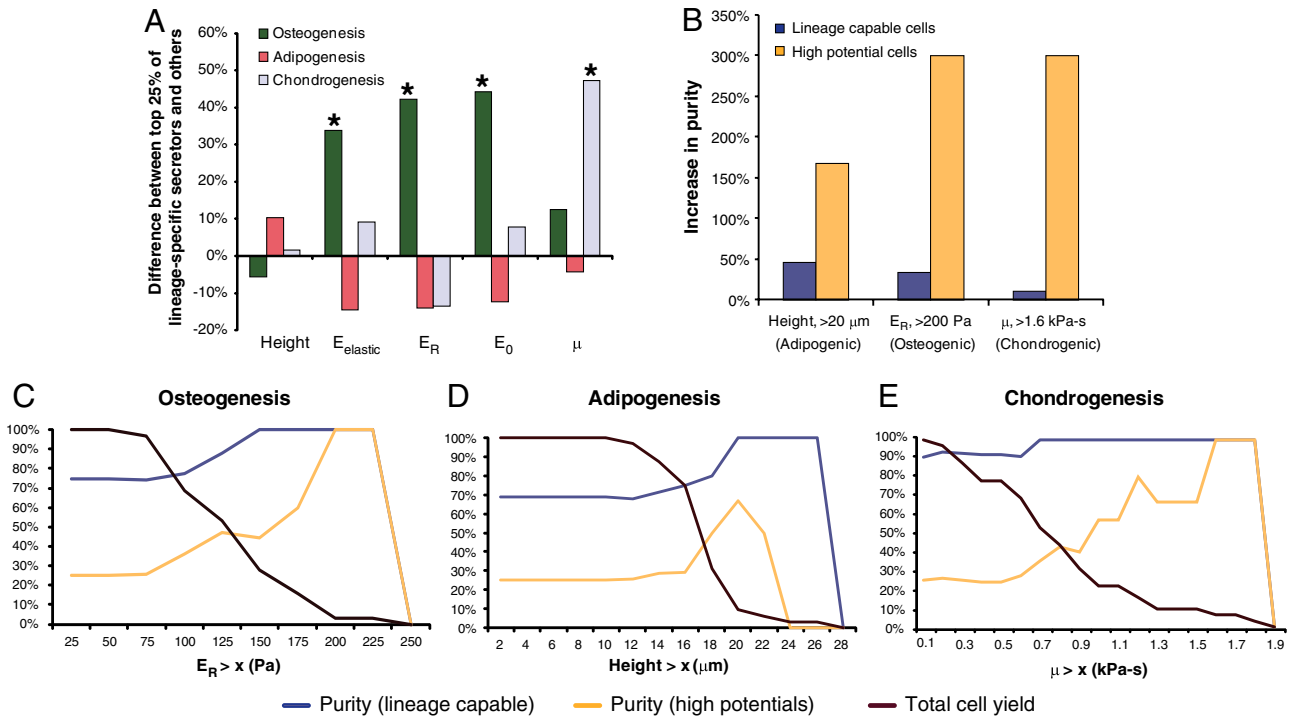 A
Difference between top 25% of
lineage-specific secretors and others
60%
50%
40%
30%
20%
10%
0%
-10%
-20%
Osteogenesis
Adipogenesis
Chondrogenesis
*
*
*
*
Height
E elastic
E R
E 0
μ
B
Increase in purity
350%
300%
250%
200%
150%
100%
50%
0%
Lineage capable cells
High potential cells
Height, >20 μm
(Adipogenic)
E R, >200 Pa
(Osteogenic)
μ, >1.6 kPa-s
(Chondrogenic)
C
Osteogenesis
100%
90%
80%
70%
60%
50%
40%
30%
20%
10%
0%
25 50 75 100 125 150 175 200 225 250
E R > x (Pa)
D
Adipogenesis
100%
90%
80%
70%
60%
50%
40%
30%
20%
10%
0%
2 4 6 8 10 12 14 16 18 20 22 24 26 28
Height > x (μm)
E
Chondrogenesis
100%
90%
80%
70%
60%
50%
40%
30%
20%
10%
0%
0.1 0.3 0.4 0.5 0.7 0.9 1.1 1.3 1.5 1.7 1.9
μ > x (kPa-s)
Purity (lineage capable)
Purity (high potentials)
Total cell yield